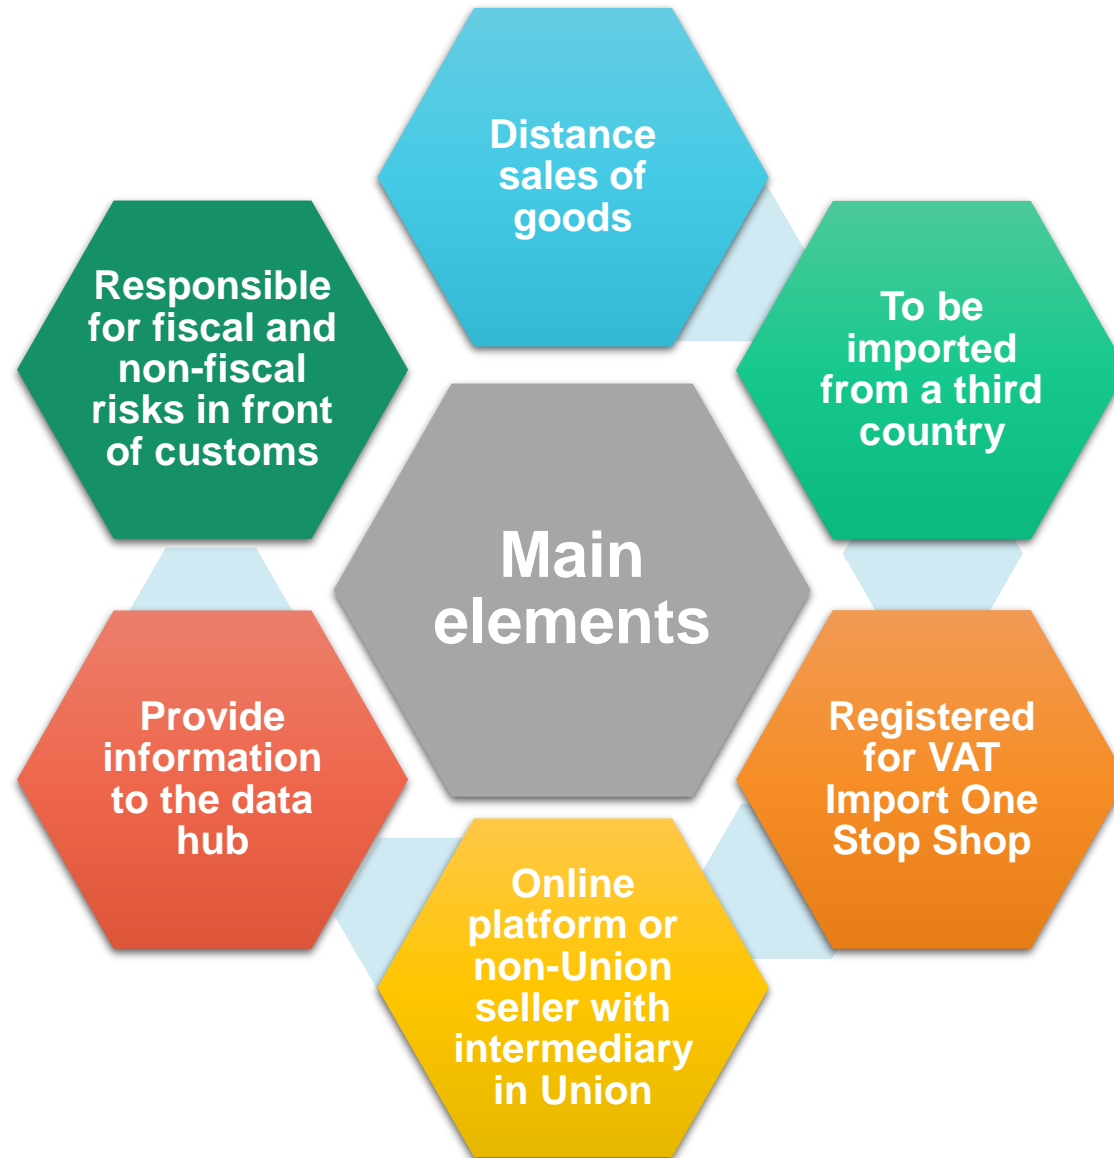 Distance
sales of
goods
To be
imported
from a third
country
Registered
for VAT
Import One
Stop Shop
Online
platform or
non-Union
seller with
intermediary
in Union
Provide
information
to the data
hub
Responsible
for fiscal and
non-fiscal
risks in front
of customs
Main
elements